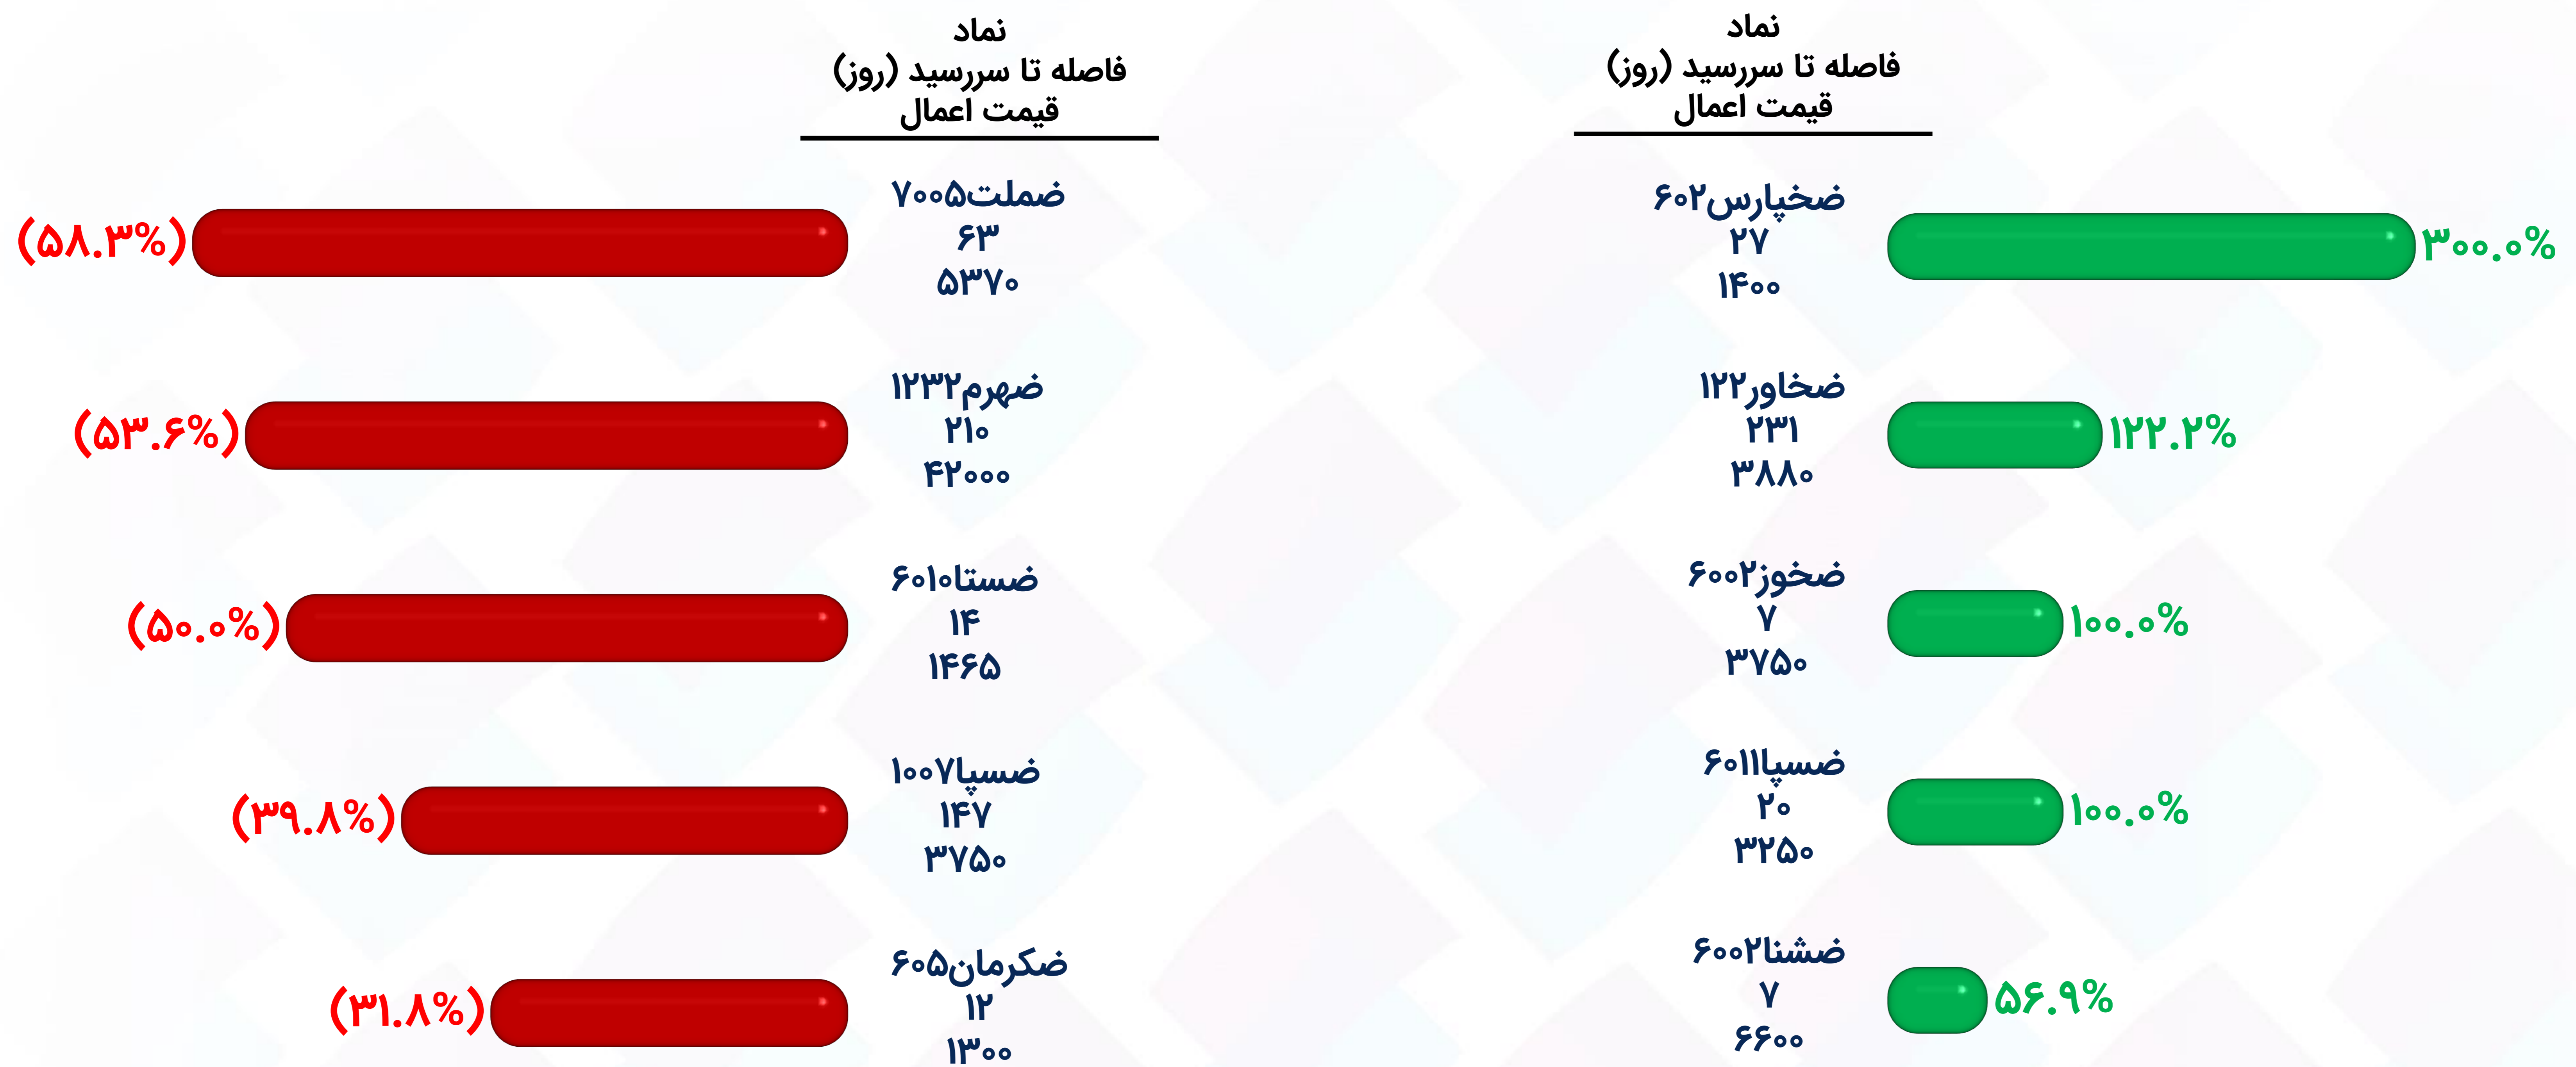 نماد
فاصله تا سررسید (روز)
قیمت اعمال
ضخپارس۶۰۲
۲۷
۱۴۰۰
۳۰۰.۰%
ضخاور۱۲۲
۲۳۱
۳۸۸۰
۱۲۲.۲%
ضخوز۶۰۰۲
۷
۳۷۵۰
۱۰۰.۰%
ضسپا۶۰۱۱
۲۰
۳۲۵۰
۱۰۰.۰%
ضشنا۶۰۰۲
۷
۶۶۰۰
۵۶.۹%
نماد
فاصله تا سررسید (روز)
قیمت اعمال
ضملت۷۰۰۵
۶۳
۵۳۷۰
(۵۸.۳%)
ضهرم۱۲۳۲
۲۱۰
۴۲۰۰۰
(۵۳.۶%)
ضستا۶۰۱۰
۱۴
۱۴۶۵
(۵۰.۰%)
ضسپا۱۰۰۷
۱۴۷
۳۷۵۰
(۳۹.۸%)
ضکرمان۶۰۵
۱۲
۱۳۰۰
(۳۱.۸%)